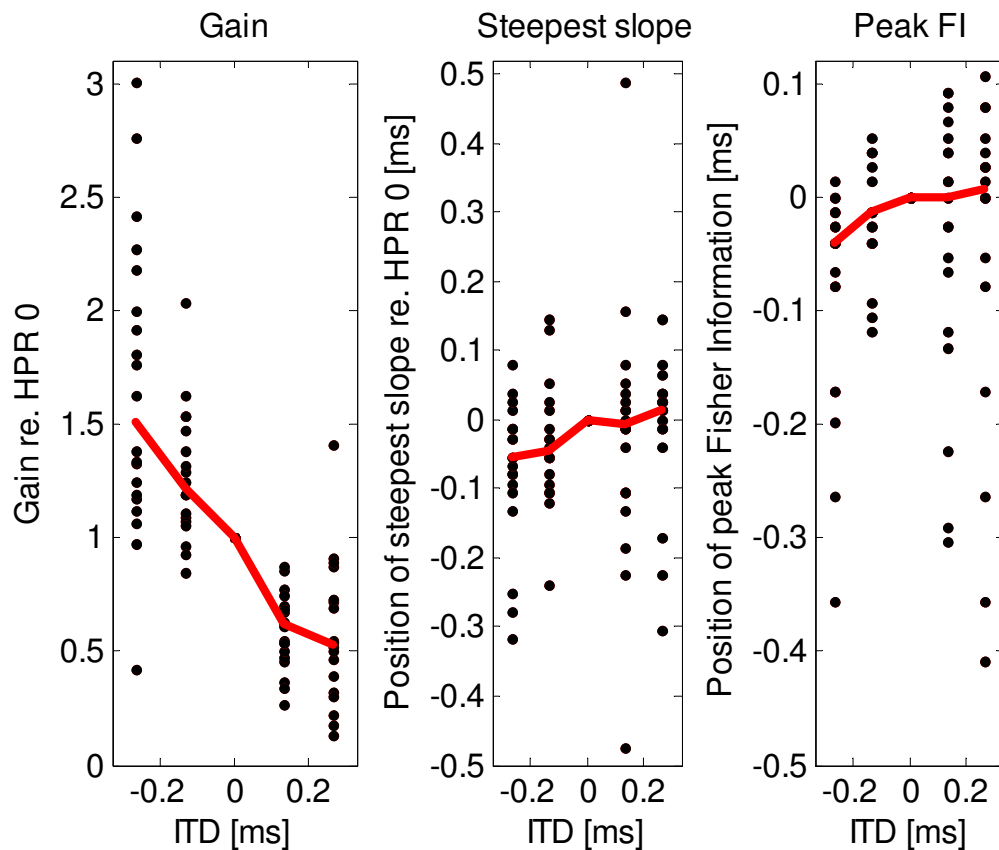 Gain
Gain re. HPR 0
3
2.5
2
1.5
1
0.5
0
-0.2 0 0.2
ITD [ms]
Steepest slope
Position of steepest slope re. HPR 0 [ms]
0.5
0.4
0.3
0.2
0.1
0
-0.1
-0.2
-0.3
-0.4
-0.5
-0.2 0 0.2
ITD [ms]
Peak FI
Position of peak Fisher Information [ms]
0.1
0
-0.1
-0.2
-0.3
-0.4
-0.5
-0.2 0 0.2
ITD [ms]